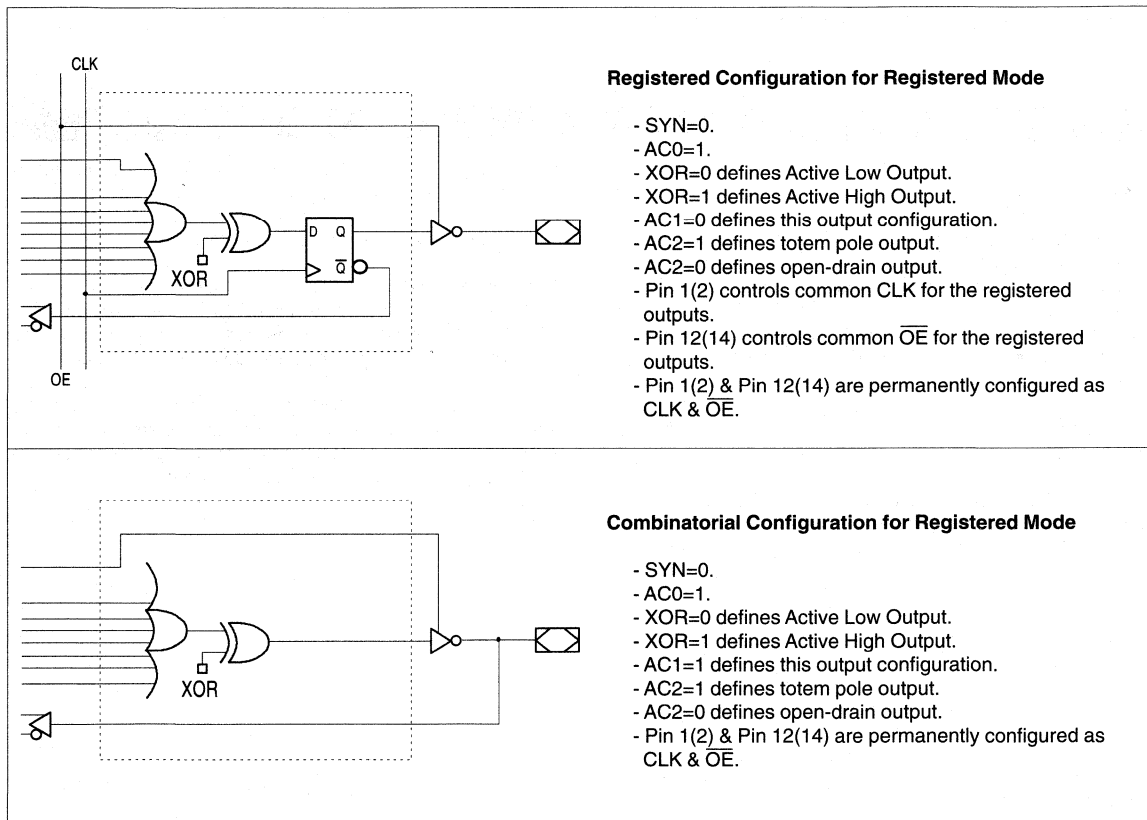 CLK
XOR
D Q
Q̅
OE
Registered Configuration for Registered Mode
- SYN=0.
- AC0=1.
- XOR=0 defines Active Low Output.
- XOR=1 defines Active High Output.
- AC1=0 defines this output configuration.
- AC2=1 defines totem pole output.
- AC2=0 defines open-drain output.
- Pin 1(2) controls common CLK for the registered
outputs.
- Pin 12(14) controls common O̅E̅ for the registered
outputs.
- Pin 1(2) & Pin 12(14) are permanently configured as
CLK & O̅E̅.
XOR
Combinatorial Configuration for Registered Mode
- SYN=0.
- AC0=1.
- XOR=0 defines Active Low Output.
- XOR=1 defines Active High Output.
- AC1=1 defines this output configuration.
- AC2=1 defines totem pole output.
- AC2=0 defines open-drain output.
- Pin 1(2) & Pin 12(14) are permanently configured as
CLK & O̅E̅.